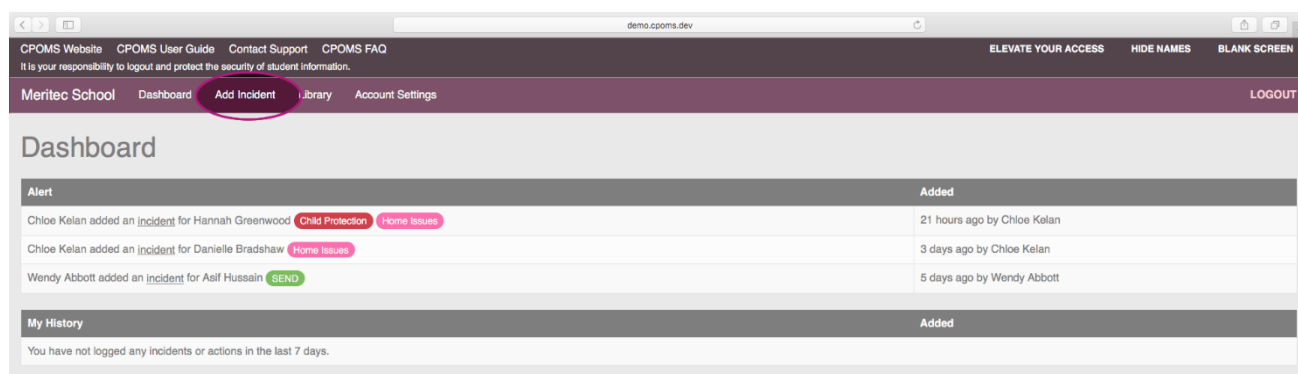 demo.cpoms.dev
CPOMS Website CPOMS User Guide Contact Support CPOMS FAQ ELEVATE YOUR ACCESS HIDE NAMES BLANK SCREEN
It is your responsibility to logout and protect the security of student information.
Meritec School Dashboard Add Incident ibrary Account Settings LOGOUT
Dashboard
Alert Added
Chloe Kelan added an incident for Hannah Greenwood Child Protection Home Issues 21 hours ago by Chloe Kelan
Chloe Kelan added an incident for Danielle Bradshaw Home Issues 3 days ago by Chloe Kelan
Wendy Abbott added an incident for Asif Hussain SEND 5 days ago by Wendy Abbott
My History Added
You have not logged any incidents or actions in the last 7 days.